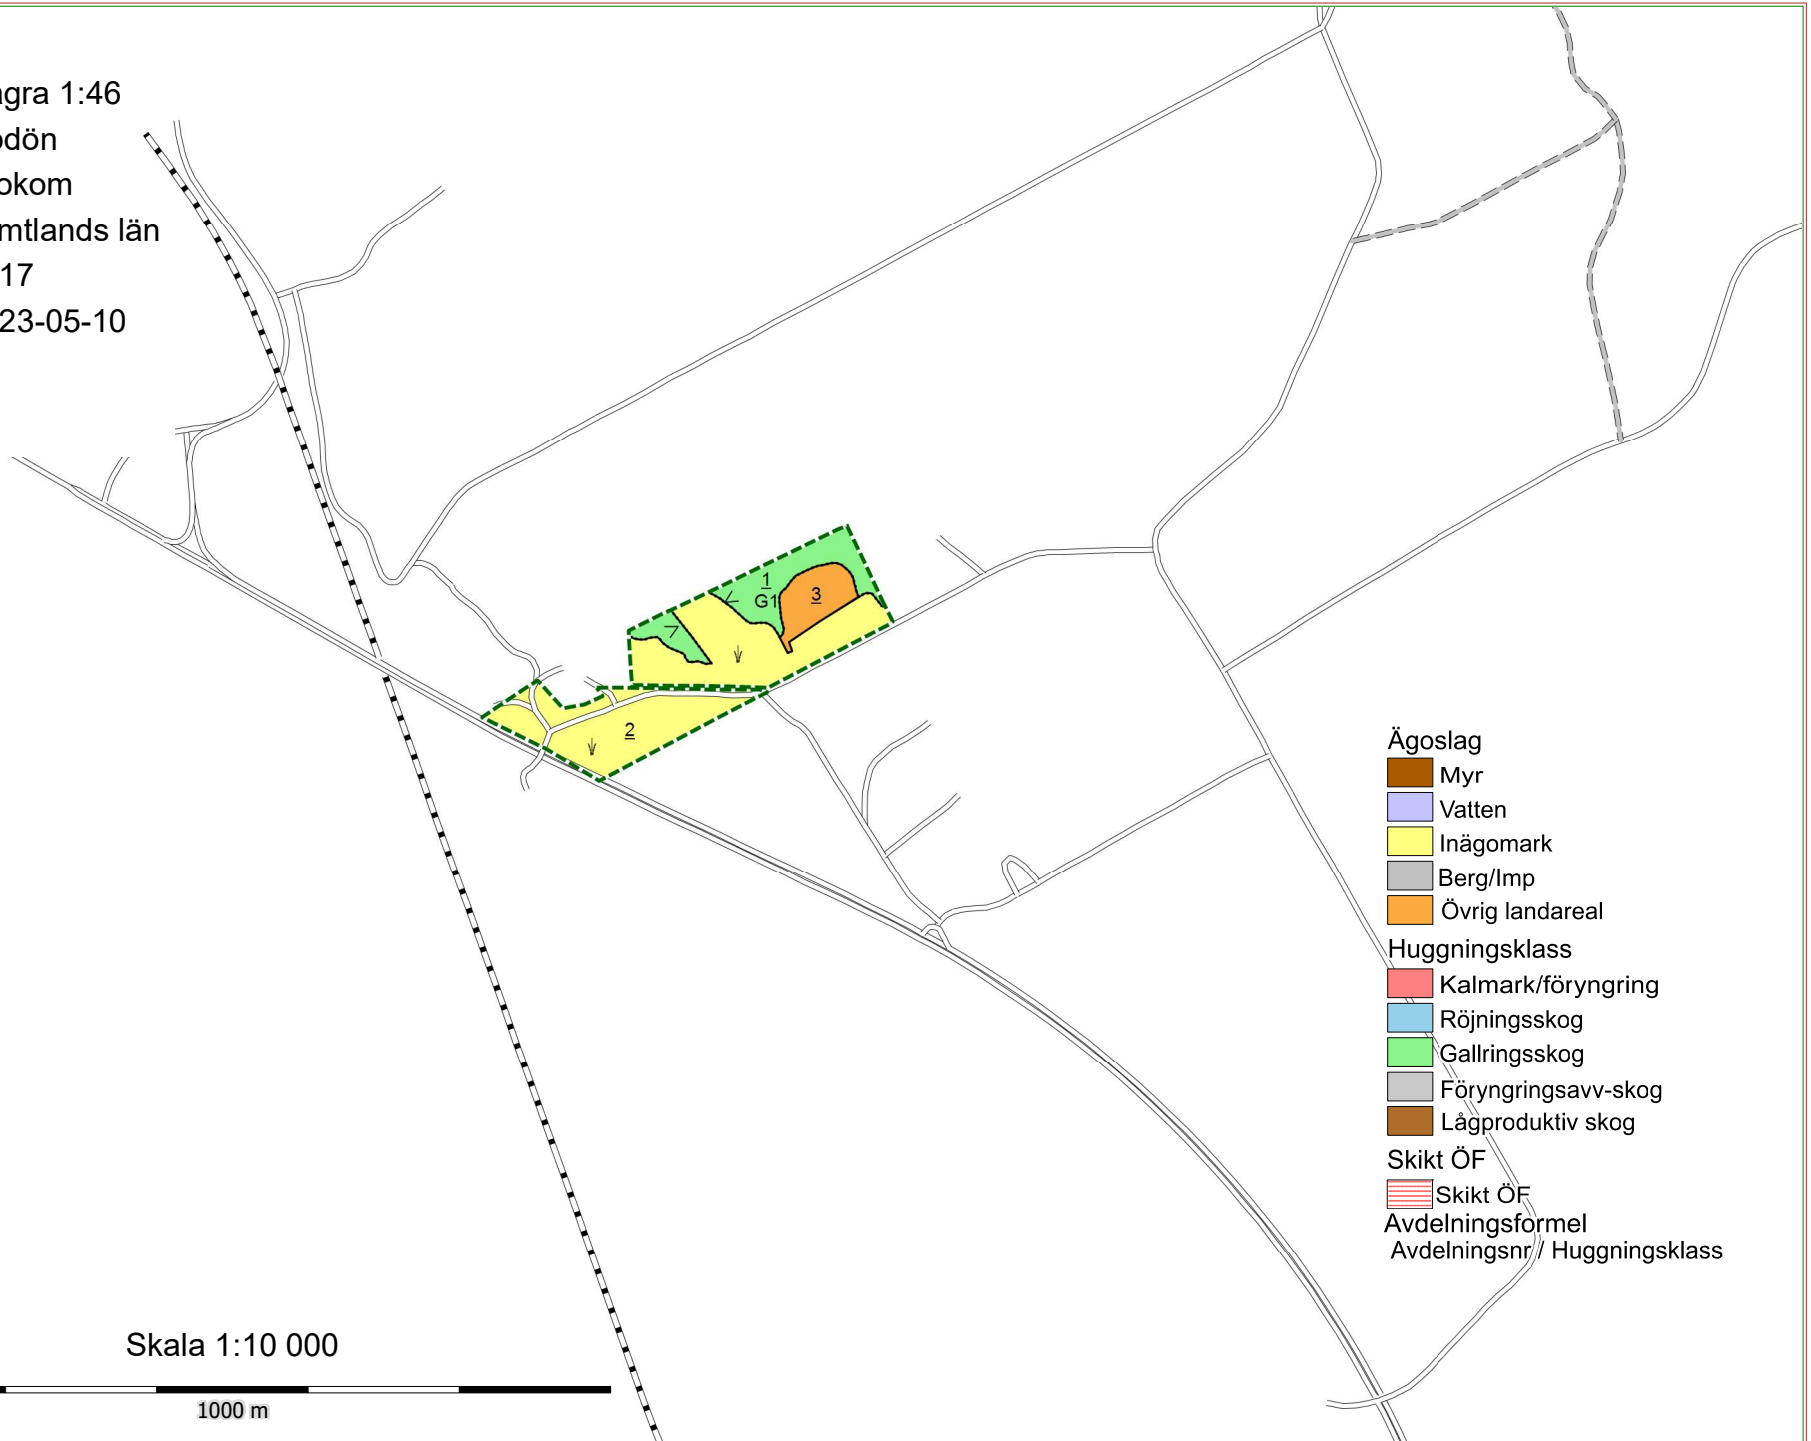 agra 1:46
ödön
okom
mtlands län
17
23-05-10
1
G1
3
2
Ägoslag
Myr
Vatten
Inägomark
Berg/Imp
Övrig landareal
Huggningsklass
Kalmark/föryngring
Röjningsskog
Gallringsskog
Föryngringsavv-skog
Lågproduktiv skog
Skikt ÖF
Skikt ÖF
Avdelningsformel
Avdelningsnr / Huggningsklass
Skala 1:10 000
1000 m